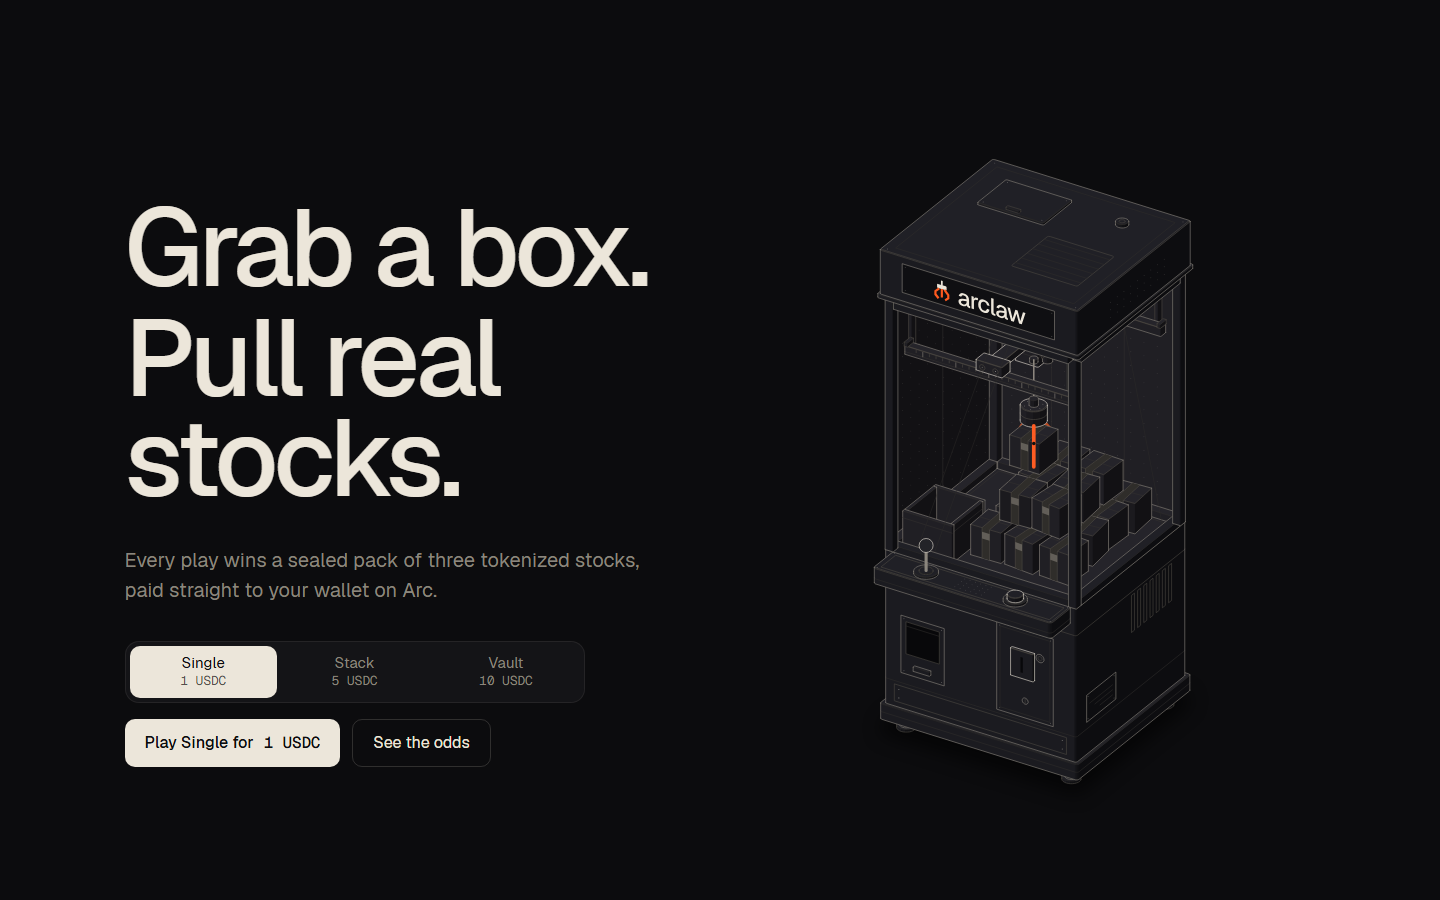 Grab a box.
Pull real
stocks.
Every play wins a sealed pack of three tokenized stocks,
paid straight to your wallet on Arc.
Single
1 USDC
Stack
5 USDC
Vault
10 USDC
Play Single for 1 USDC
See the odds
arclaw